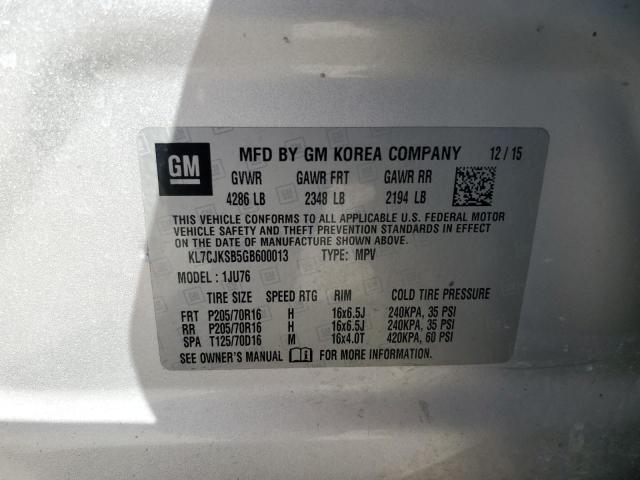 GM MFD BY GM KOREA COMPANY 12 / 15
GVWR GAWR FRT GAWR RR
4286 LB 2348 LB 2194 LB
THIS VEHICLE CONFORMS TO ALL APPLICABLE U.S. FEDERAL MOTOR
VEHICLE SAFETY AND THEFT PREVENTION STANDARDS IN EFFECT
ON THE DATE OF MANUFACTURE SHOWN ABOVE.
KL7CJKSB5GB600013 TYPE: MPV
MODEL : 1JU76
TIRE SIZE SPEED RTG RIM COLD TIRE PRESSURE
FRT P205/70R16 H 16x6.5J 240KPA, 35 PSI
RR P205/70R16 H 16x6.5J 240KPA, 35 PSI
SPA T125/70D16 M 16x4.0T 420KPA, 60 PSI
SEE OWNER'S MANUAL FOR MORE INFORMATION.